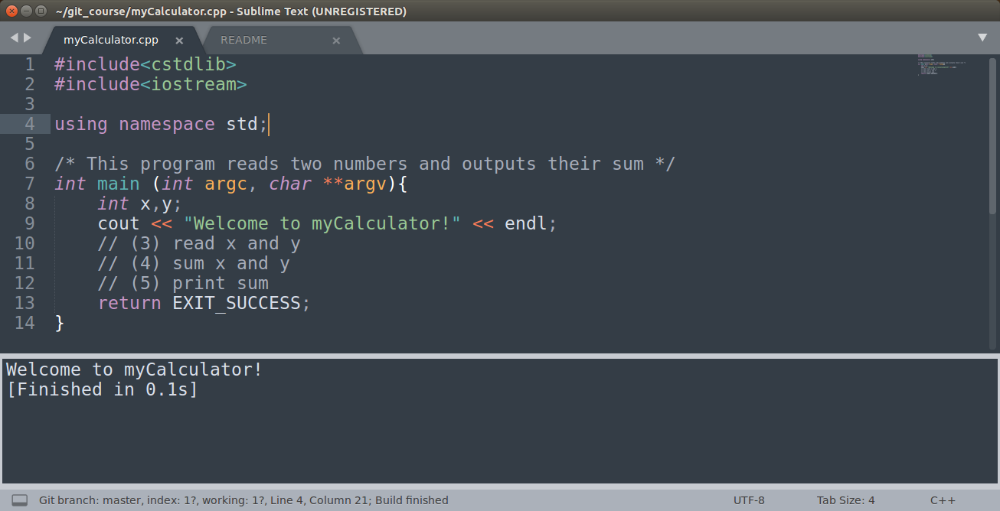 ~/git_course/myCalculator.cpp - Sublime Text (UNREGISTERED)
myCalculator.cpp × README ×
1 #include<cstdlib>
2 #include<iostream>
3
4 using namespace std;
5
6 /* This program reads two numbers and outputs their sum */
7 int main (int argc, char **argv){
8     int x,y;
9     cout << "Welcome to myCalculator!" << endl;
10     // (3) read x and y
11     // (4) sum x and y
12     // (5) print sum
13     return EXIT_SUCCESS;
14 }
Welcome to myCalculator!
[Finished in 0.1s]
Git branch: master, index: 1?, working: 1?, Line 4, Column 21; Build finished UTF-8 Tab Size: 4 C++